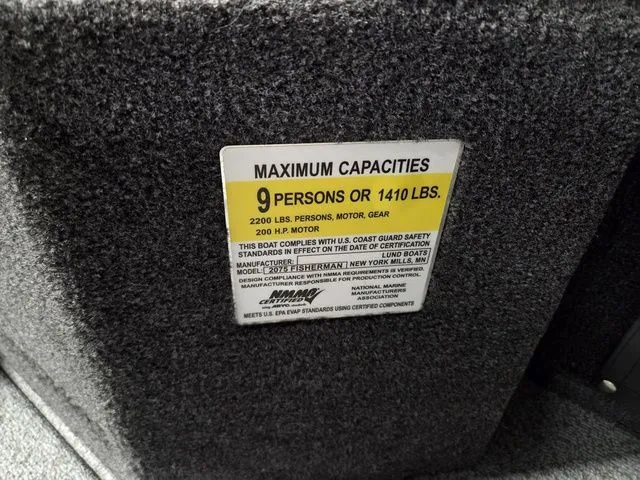 MAXIMUM CAPACITIES
9 PERSONS OR 1410 LBS.
2200 LBS. PERSONS, MOTOR, GEAR
200 H.P. MOTOR
THIS BOAT COMPLIES WITH U.S. COAST GUARD SAFETY
STANDARDS IN EFFECT ON THE DATE OF CERTIFICATION
MANUFACTURER: LUND BOATS
MODEL: 2075 FISHERMAN NEW YORK MILLS, MN
DESIGN COMPLIANCE WITH NMMA REQUIREMENTS IS VERIFIED.
MANUFACTURER RESPONSIBLE FOR PRODUCTION CONTROL.
NMMA
CERTIFIED
using ABYC standards
NATIONAL MARINE
MANUFACTURERS
ASSOCIATION
MEETS U.S. EPA EVAP STANDARDS USING CERTIFIED COMPONENTS